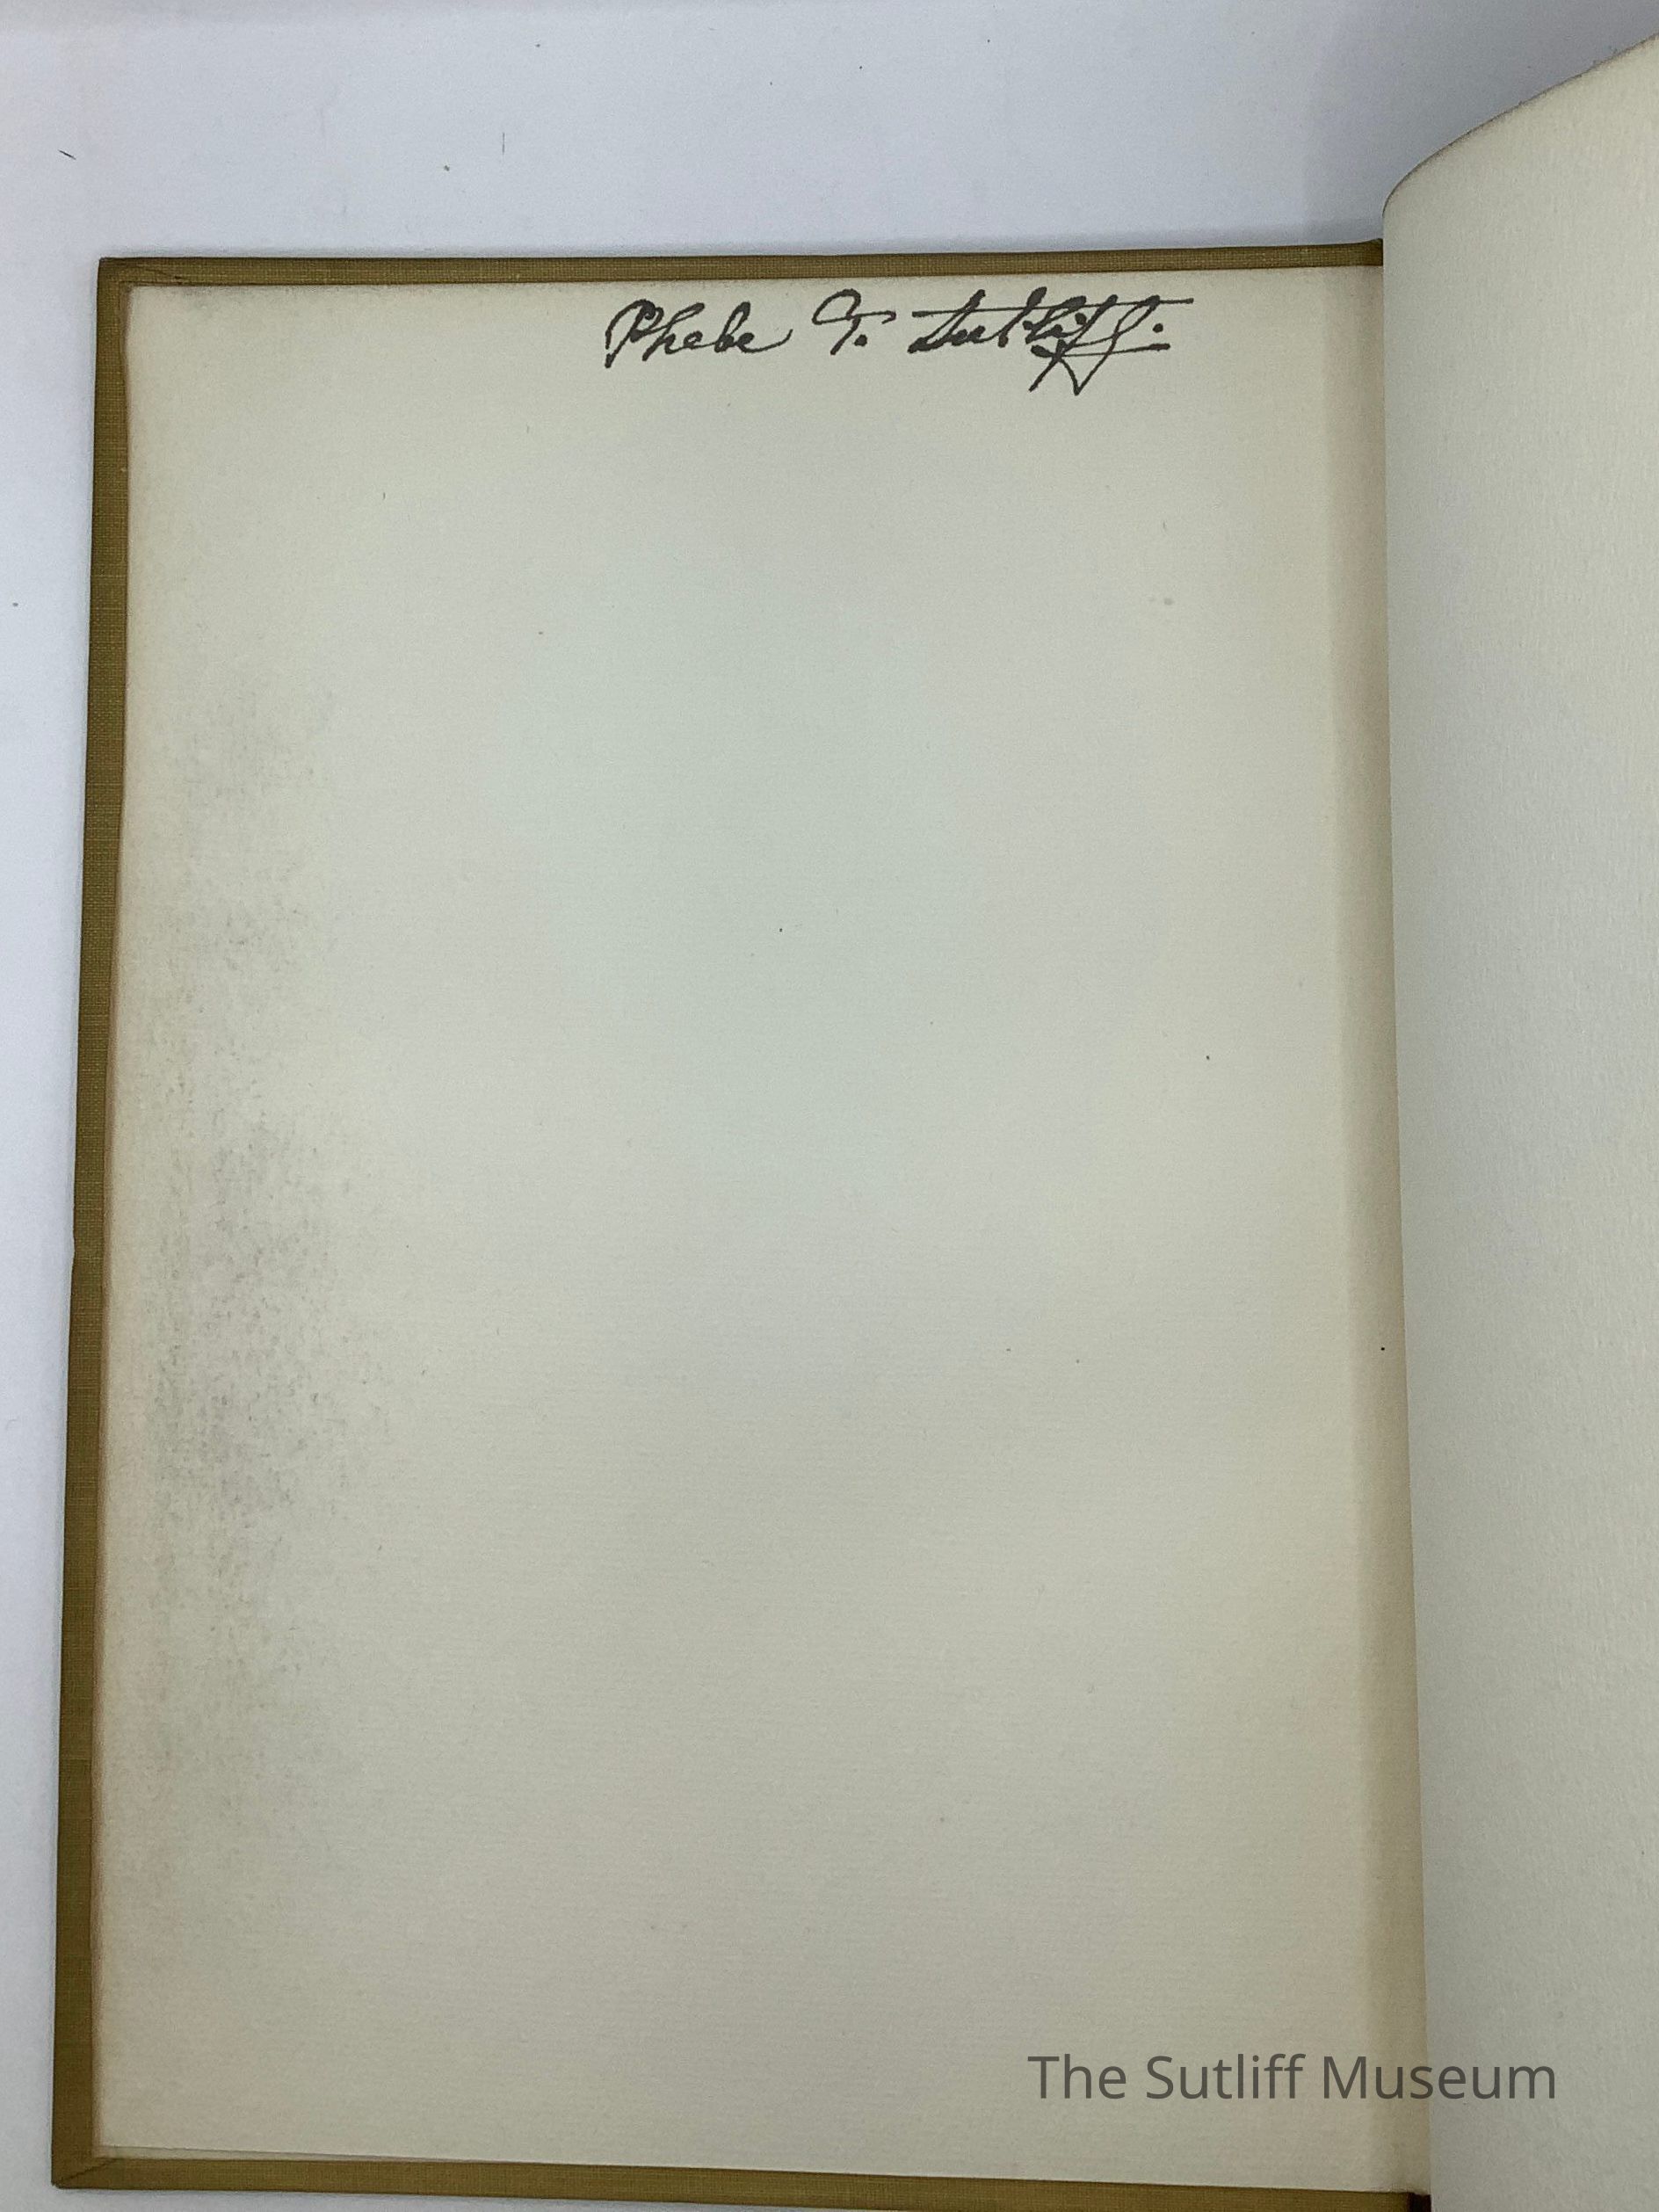 Phebe T. Sutliff.
The Sutliff Museum